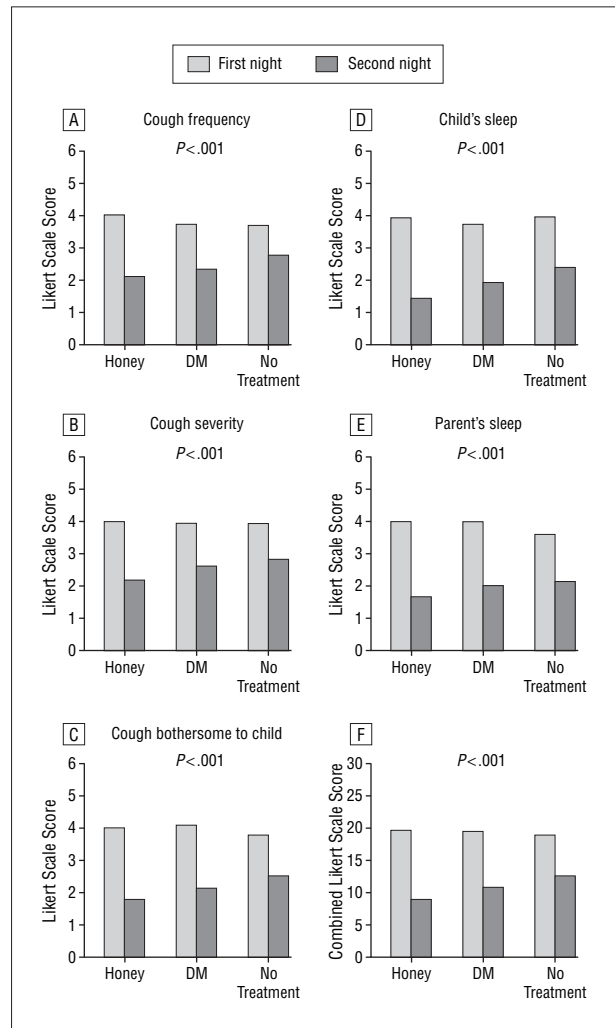 First night Second night
A Cough frequency
P<.001
Likert Scale Score
6
5
4
3
2
1
0
Honey DM No
Treatment
B Cough severity
P<.001
Likert Scale Score
6
5
4
3
2
1
0
Honey DM No
Treatment
C Cough bothersome to child
P<.001
Likert Scale Score
6
5
4
3
2
1
0
Honey DM No
Treatment
D Child's sleep
P<.001
Likert Scale Score
6
5
4
3
2
1
0
Honey DM No
Treatment
E Parent's sleep
P<.001
Likert Scale Score
6
5
4
3
2
1
0
Honey DM No
Treatment
F
P<.001
Combined Likert Scale Score
30
25
20
15
10
5
0
Honey DM No
Treatment